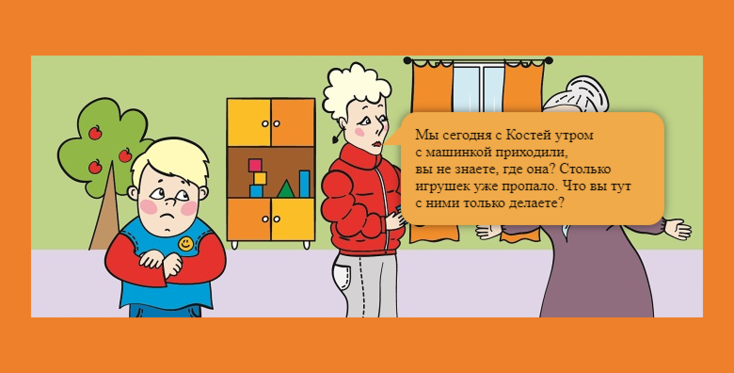 Мы сегодня с Костей утром
с машинкой приходили,
вы не знаете, где она? Столько
игрушек уже пропало. Что вы тут
с ними только делаете?